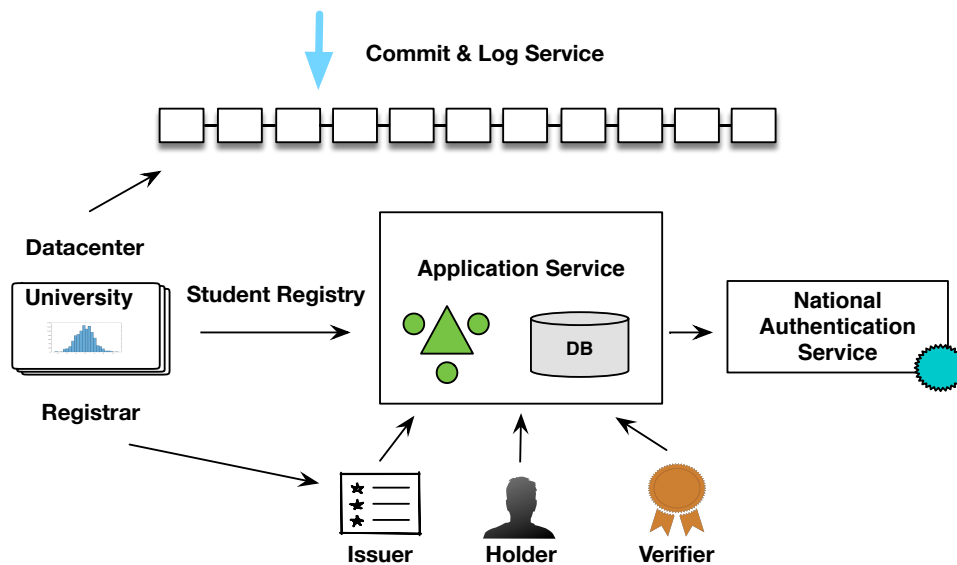 Commit & Log Service
Datacenter
University
Student Registry
Application Service
DB
National
Authentication
Service
Registrar
Issuer
Holder
Verifier